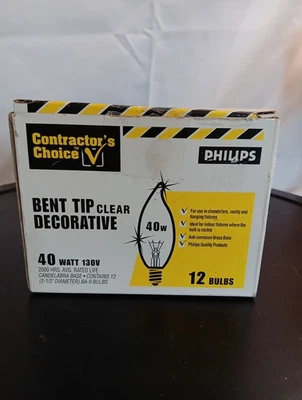 Contractor's
Choice™
PHILIPS
BENT TIP CLEAR
DECORATIVE
40 WATT 130V
2000 HRS. AVG. RATED LIFE
CANDELABRA BASE • CONTAINS 12
(2-1/2" DIAMETER) BA-9 BULBS
40W
For use in chandeliers, vanity and
hanging fixtures
Ideal for indoor fixtures where the
bulb is visible
Anti-corrosion Brass Base
Philips Quality Products
12 BULBS